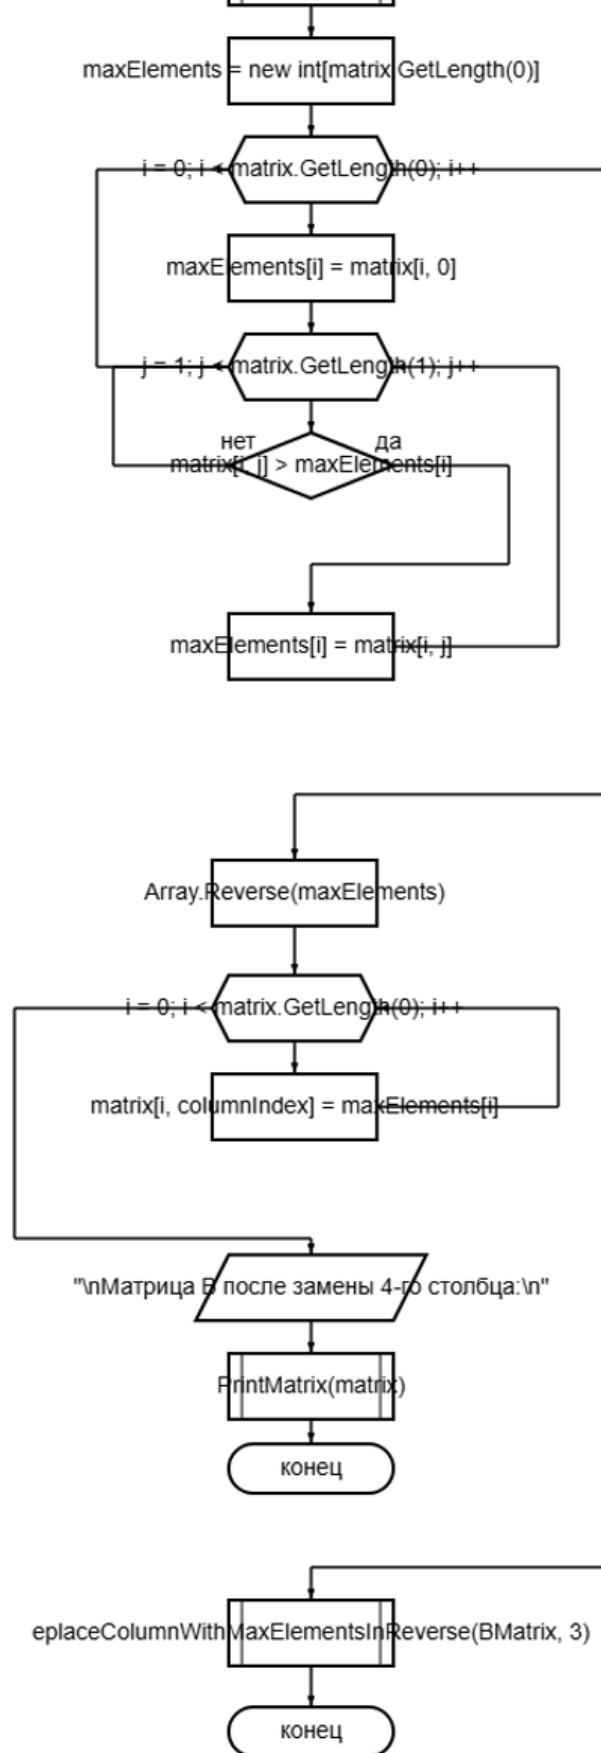 maxElements = new int[matrix.GetLength(0)]
i = 0; i < matrix.GetLength(0); i++
maxElements[i] = matrix[i, 0]
j = 1; j < matrix.GetLength(1); j++
нет да
matrix[i, j] > maxElements[i]
maxElements[i] = matrix[i, j]
Array.Reverse(maxElements)
i = 0; i < matrix.GetLength(0); i++
matrix[i, columnIndex] = maxElements[i]
"\nМатрица B после замены 4-го столбца:\n"
PrintMatrix(matrix)
конец
eplaceColumnWithMaxElementsInReverse(BMatrix, 3)
конец